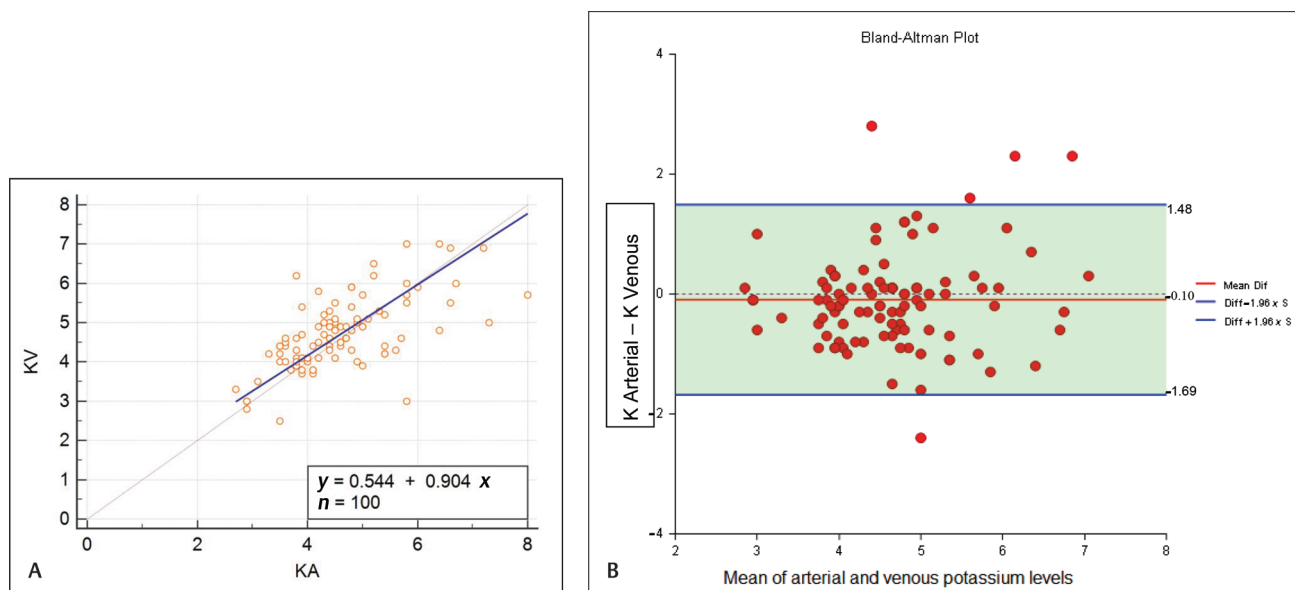 8
7
6
5
4
3
2
1
0
KV
y = 0.544 + 0.904 x
n = 100
0 2 4 6 8
KA
A
Bland-Altman Plot
4
2
0
-2
-4
K Arterial – K Venous
1.48
-0.10
-1.69
Mean Dif
Diff-1.96 x S
Diff + 1.96 x S
2 3 4 5 6 7 8
Mean of arterial and venous potassium levels
B